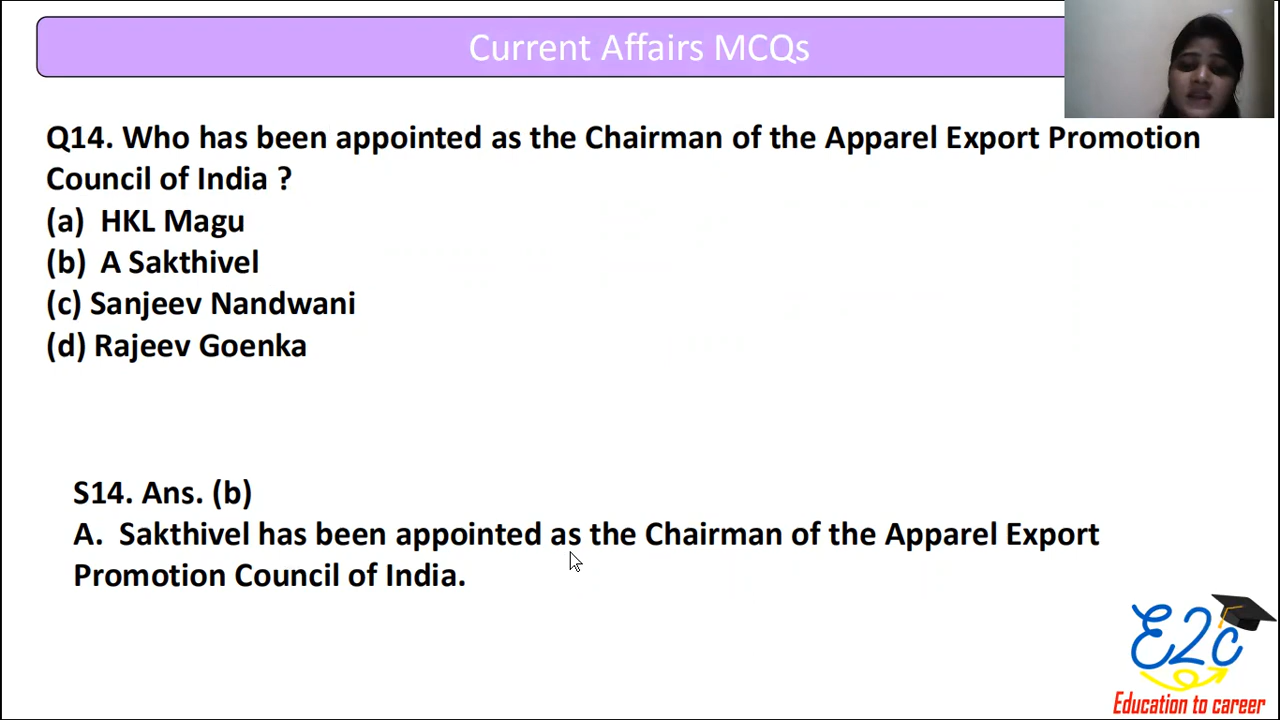 Current Affairs MCQs
Q14. Who has been appointed as the Chairman of the Apparel Export Promotion
Council of India ?
(a)  HKL Magu
(b)  A Sakthivel
(c) Sanjeev Nandwani
(d) Rajeev Goenka
S14. Ans. (b)
A.  Sakthivel has been appointed as the Chairman of the Apparel Export
Promotion Council of India.
E2c
Education to career